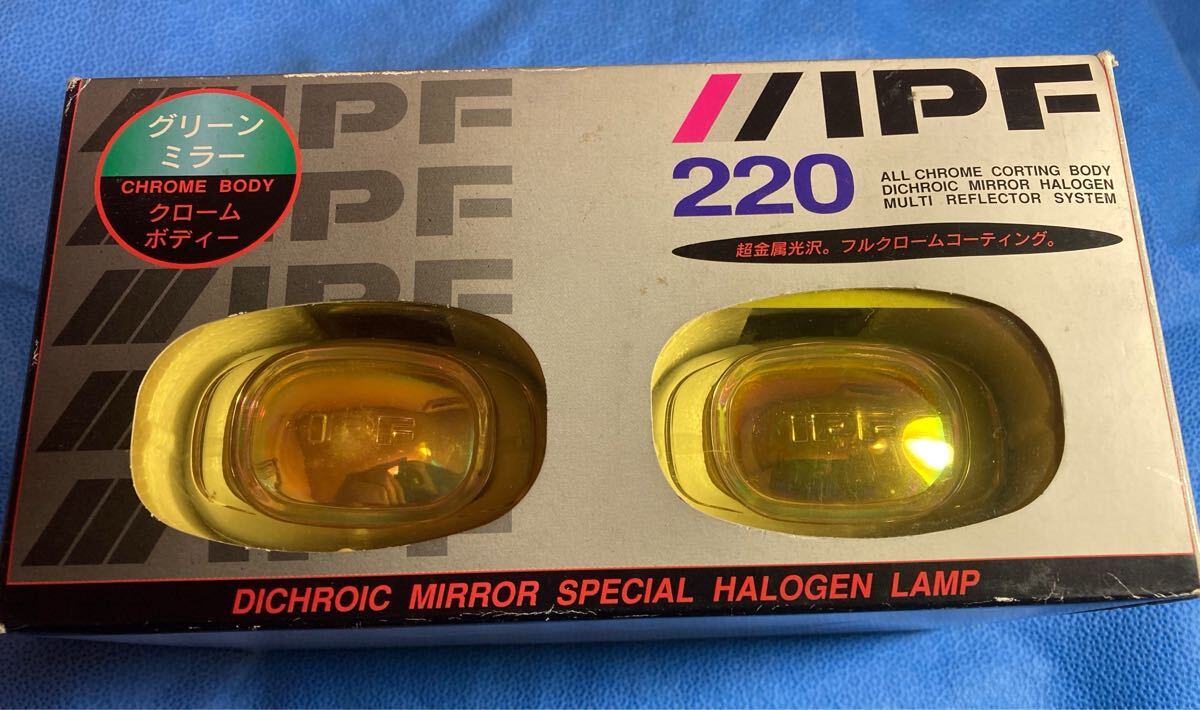 IPF
グリーン
ミラー
CHROME BODY
クローム
ボディー
IPF
IPF
IPF
IPF
IPF
220
ALL CHROME CORTING BODY
DICHROIC MIRROR HALOGEN
MULTI REFLECTOR SYSTEM
超金属光沢。フルクロームコーティング。
IPF
IPF
DICHROIC MIRROR SPECIAL HALOGEN LAMP